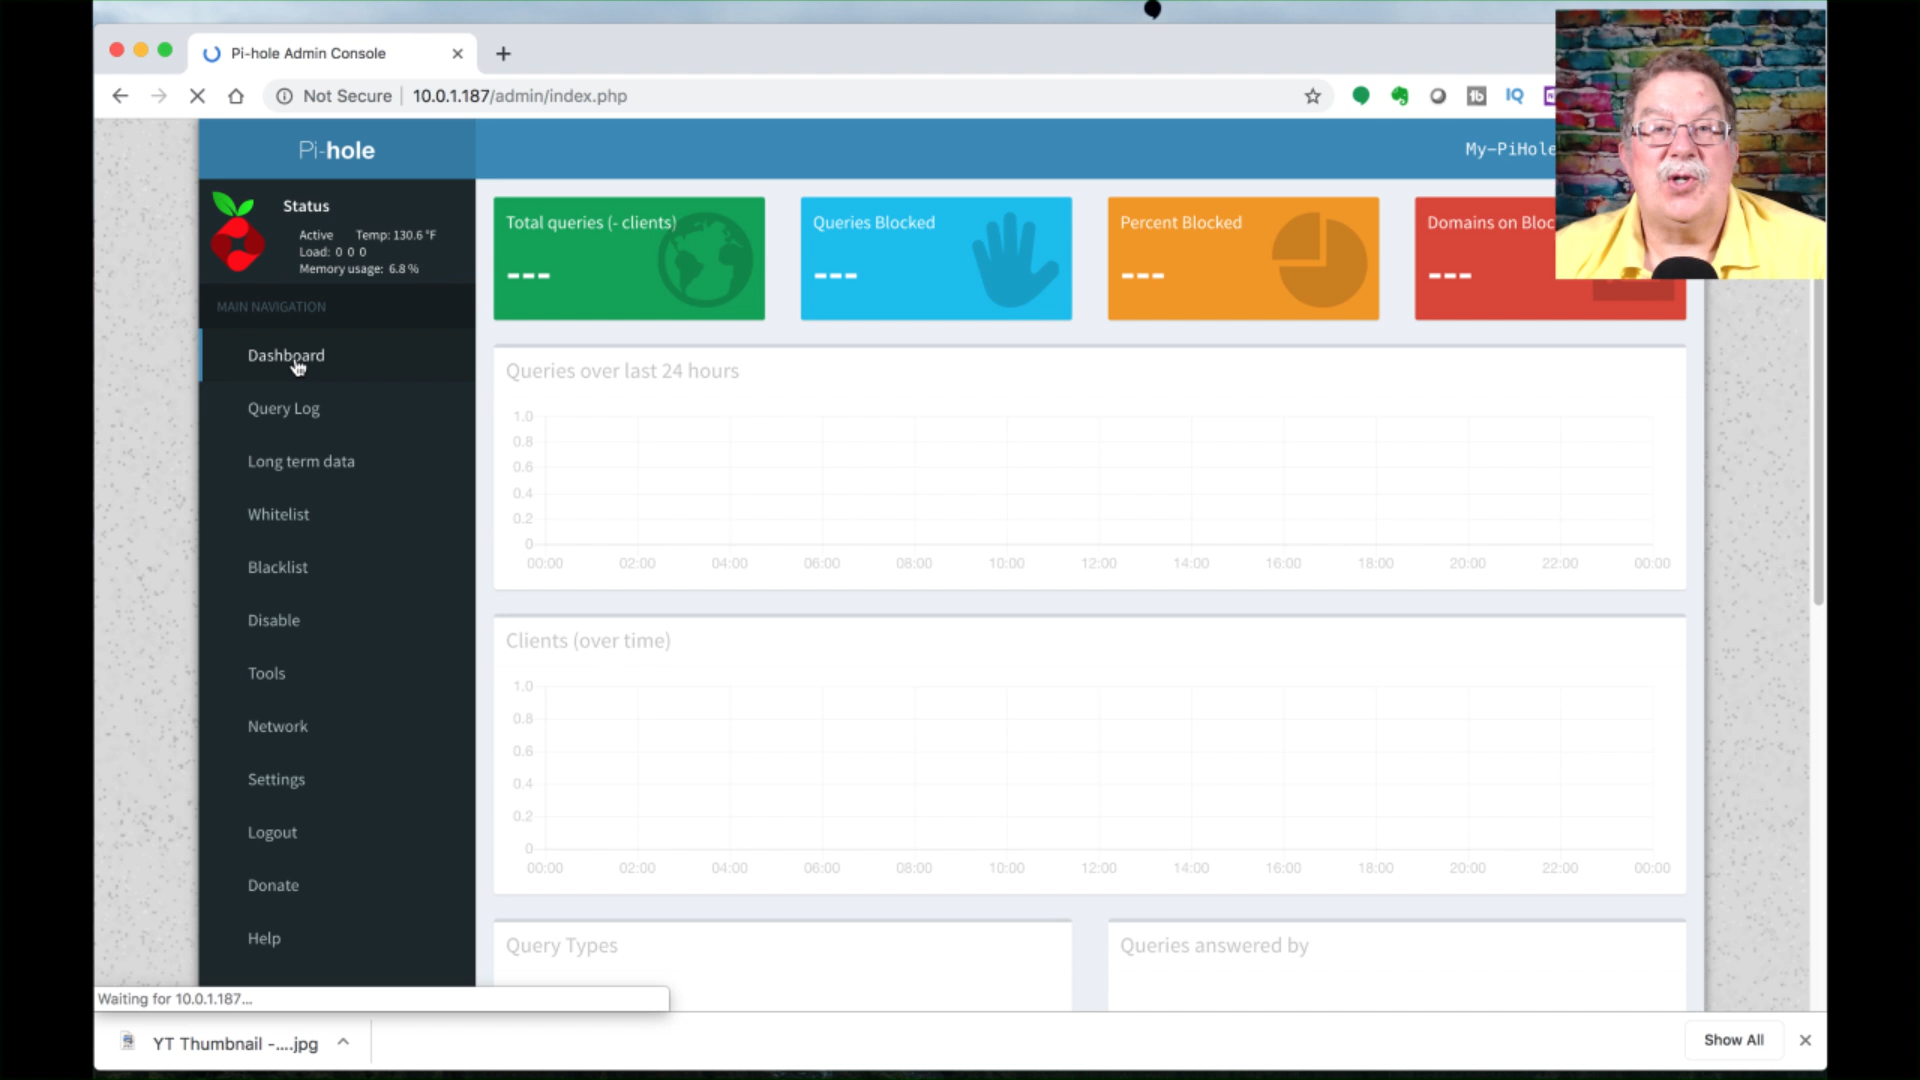 Pi-hole Admin Console
Not Secure | 10.0.1.187/admin/index.php
Pi-hole
My-PiHole
Status
Active Temp: 130.6 °F
Load: 0 0 0
Memory usage: 6.8 %
MAIN NAVIGATION
Dashboard
Query Log
Long term data
Whitelist
Blacklist
Disable
Tools
Network
Settings
Logout
Donate
Help
Total queries (- clients)
---
Queries Blocked
---
Percent Blocked
---
Domains on Bloc
---
Queries over last 24 hours
1.0
0.8
0.6
0.4
0.2
0
00:00 02:00 04:00 06:00 08:00 10:00 12:00 14:00 16:00 18:00 20:00 22:00 00:00
Clients (over time)
1.0
0.8
0.6
0.4
0.2
0
00:00 02:00 04:00 06:00 08:00 10:00 12:00 14:00 16:00 18:00 20:00 22:00 00:00
Query Types
Queries answered by
Waiting for 10.0.1.187...
YT Thumbnail -....jpg
Show All
IQ